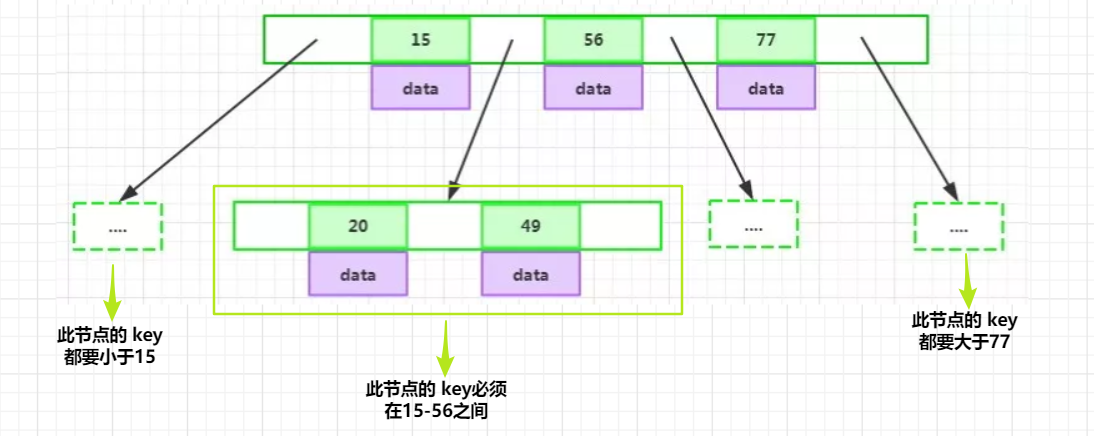 15 56 77
data data data
.... 20 49 .... ....
data data
此节点的 key
都要小于15
此节点的 key必须
在15-56之间
此节点的 key
都要大于77